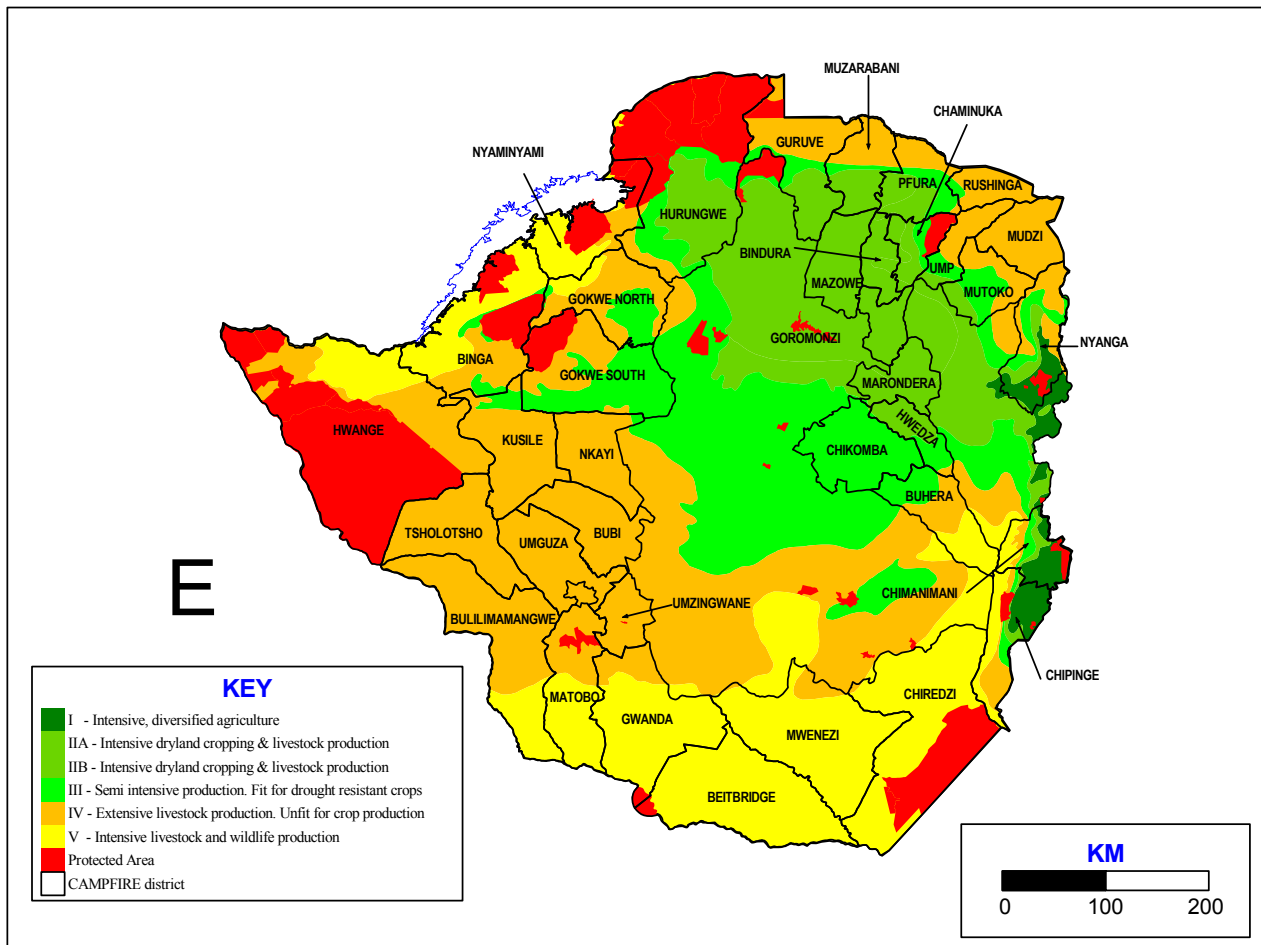 MUZARABANI
CHAMINUKA
GURUVE
NYAMINYAMI
PFURA
RUSHINGA
HURUNGWE
MUDZI
BINDURA
UMP
MAZOWE
MUTOKO
GOKWE NORTH
GOROMONZI
NYANGA
BINGA
GOKWE SOUTH
MARONDERA
HWANGE
HWEDZA
KUSILE
NKAYI
CHIKOMBA
BUHERA
TSHOLOTSHO
UMGUZA
BUBI
E
CHIMANIMANI
UMZINGWANE
BULILIMAMANGWE
CHIPINGE
MATOBO
CHIREDZI
GWANDA
MWENEZI
BEITBRIDGE
KEY
I - Intensive, diversified agriculture
IIA - Intensive dryland cropping & livestock production
IIB - Intensive dryland cropping & livestock production
III - Semi intensive production. Fit for drought resistant crops
IV - Extensive livestock production. Unfit for crop production
V - Intensive livestock and wildlife production
Protected Area
CAMPFIRE district
KM
0 100 200